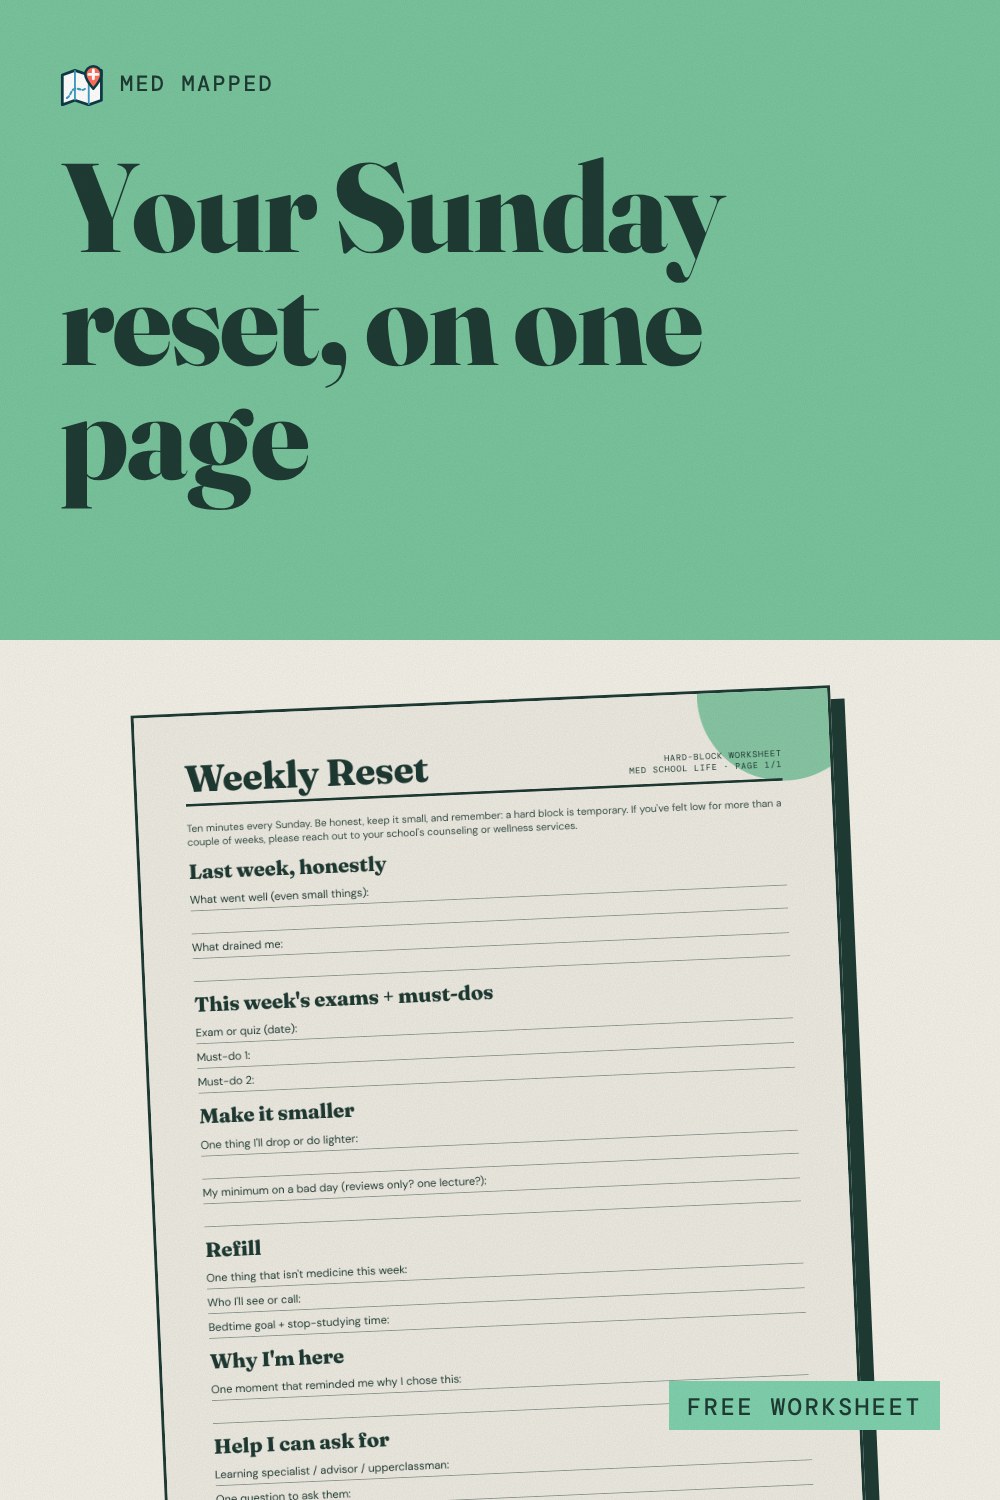 MED MAPPED
Your Sunday
reset, on one
page
Weekly Reset
HARD-BLOCK WORKSHEET
MED SCHOOL LIFE · PAGE 1/1
Ten minutes every Sunday. Be honest, keep it small, and remember: a hard block is temporary. If you've felt low for more than a
couple of weeks, please reach out to your school's counseling or wellness services.
Last week, honestly
What went well (even small things):
What drained me:
This week's exams + must-dos
Exam or quiz (date):
Must-do 1:
Must-do 2:
Make it smaller
One thing I'll drop or do lighter:
My minimum on a bad day (reviews only? one lecture?):
Refill
One thing that isn't medicine this week:
Who I'll see or call:
Bedtime goal + stop-studying time:
Why I'm here
One moment that reminded me why I chose this:
FREE WORKSHEET
Help I can ask for
Learning specialist / advisor / upperclassman:
One question to ask them: